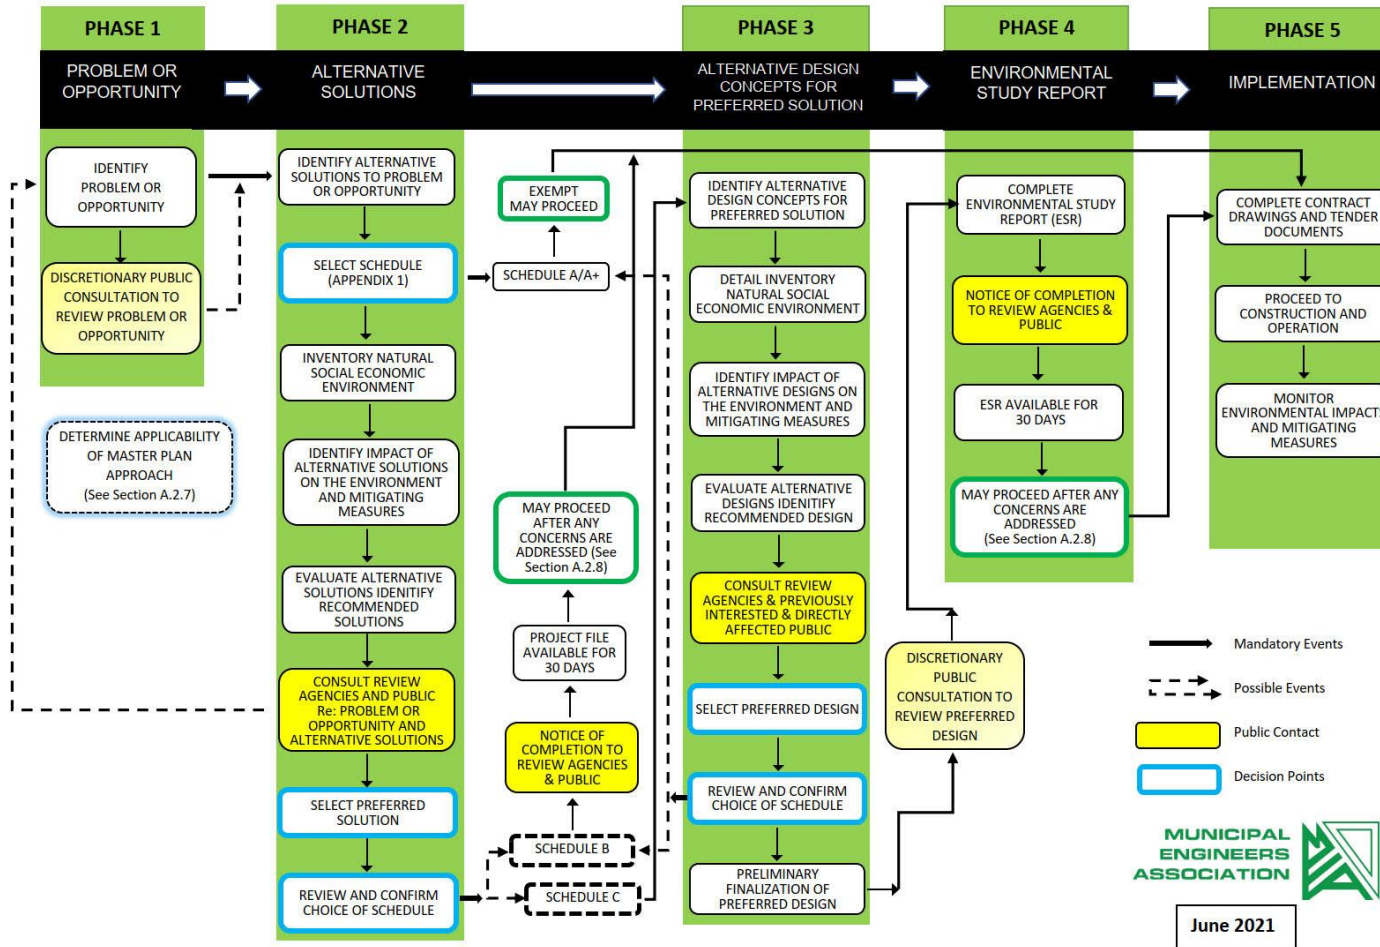 PHASE 1
PROBLEM OR
OPPORTUNITY
IDENTIFY
PROBLEM OR
OPPORTUNITY
DISCRETIONARY PUBLIC
CONSULTATION TO
REVIEW PROBLEM OR
OPPORTUNITY
DETERMINE APPLICABILITY
OF MASTER PLAN
APPROACH
(See Section A.2.7)
PHASE 2
ALTERNATIVE
SOLUTIONS
IDENTIFY ALTERNATIVE
SOLUTIONS TO PROBLEM
OR OPPORTUNITY
SELECT SCHEDULE
(APPENDIX 1)
INVENTORY NATURAL
SOCIAL ECONOMIC
ENVIRONMENT
IDENTIFY IMPACT OF
ALTERNATIVE SOLUTIONS
ON THE ENVIRONMENT
AND MITIGATING
MEASURES
EVALUATE ALTERNATIVE
SOLUTIONS IDENTIFY
RECOMMENDED
SOLUTIONS
CONSULT REVIEW
AGENCIES AND PUBLIC
Re: PROBLEM OR
OPPORTUNITY AND
ALTERNATIVE SOLUTIONS
SELECT PREFERRED
SOLUTION
REVIEW AND CONFIRM
CHOICE OF SCHEDULE
EXEMPT
MAY PROCEED
SCHEDULE A/A+
MAY PROCEED
AFTER ANY
CONCERNS ARE
ADDRESSED (See
Section A.2.8)
PROJECT FILE
AVAILABLE FOR
30 DAYS
NOTICE OF
COMPLETION TO
REVIEW AGENCIES
& PUBLIC
SCHEDULE B
SCHEDULE C
PHASE 3
ALTERNATIVE DESIGN
CONCEPTS FOR
PREFERRED SOLUTION
IDENTIFY ALTERNATIVE
DESIGN CONCEPTS FOR
PREFERRED SOLUTION
DETAIL INVENTORY
NATURAL SOCIAL
ECONOMIC ENVIRONMENT
IDENTIFY IMPACT OF
ALTERNATIVE DESIGNS ON
THE ENVIRONMENT AND
MITIGATING MEASURES
EVALUATE ALTERNATIVE
DESIGNS IDENTIFY
RECOMMENDED DESIGN
CONSULT REVIEW
AGENCIES & PREVIOUSLY
INTERESTED & DIRECTLY
AFFECTED PUBLIC
SELECT PREFERRED DESIGN
REVIEW AND CONFIRM
CHOICE OF SCHEDULE
PRELIMINARY
FINALIZATION OF
PREFERRED DESIGN
DISCRETIONARY
PUBLIC
CONSULTATION TO
REVIEW PREFERRED
DESIGN
PHASE 4
ENVIRONMENTAL
STUDY REPORT
COMPLETE
ENVIRONMENTAL STUDY
REPORT (ESR)
NOTICE OF COMPLETION
TO REVIEW AGENCIES &
PUBLIC
ESR AVAILABLE FOR
30 DAYS
MAY PROCEED AFTER ANY
CONCERNS ARE
ADDRESSED
(See Section A.2.8)
PHASE 5
IMPLEMENTATION
COMPLETE CONTRACT
DRAWINGS AND TENDER
DOCUMENTS
PROCEED TO
CONSTRUCTION AND
OPERATION
MONITOR
ENVIRONMENTAL IMPACTS
AND MITIGATING
MEASURES
Mandatory Events
Possible Events
Public Contact
Decision Points
MUNICIPAL
ENGINEERS
ASSOCIATION
MEA
June 2021